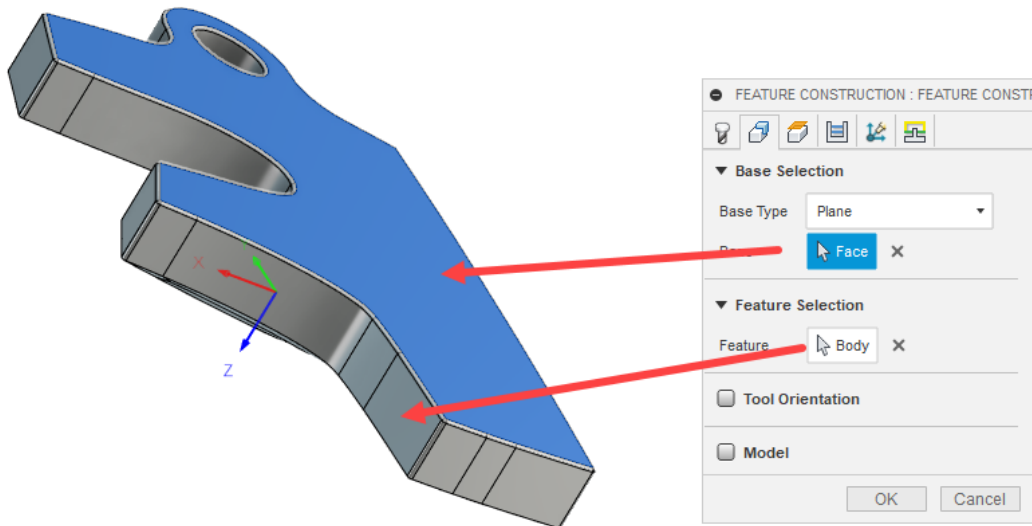 FEATURE CONSTRUCTION : FEATURE CONSTR
Base Selection
Base Type Plane
Face
Feature Selection
Feature Body
Tool Orientation
Model
OK Cancel
X
Z